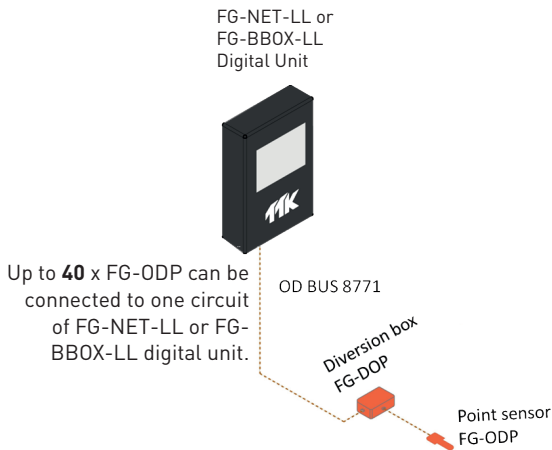 FG-NET-LL or
FG-BBOX-LL
Digital Unit
TTK
Up to 40 x FG-ODP can be
connected to one circuit
of FG-NET-LL or FG-
BBOX-LL digital unit.
OD BUS 8771
Diversion box
FG-DOP
Point sensor
FG-ODP